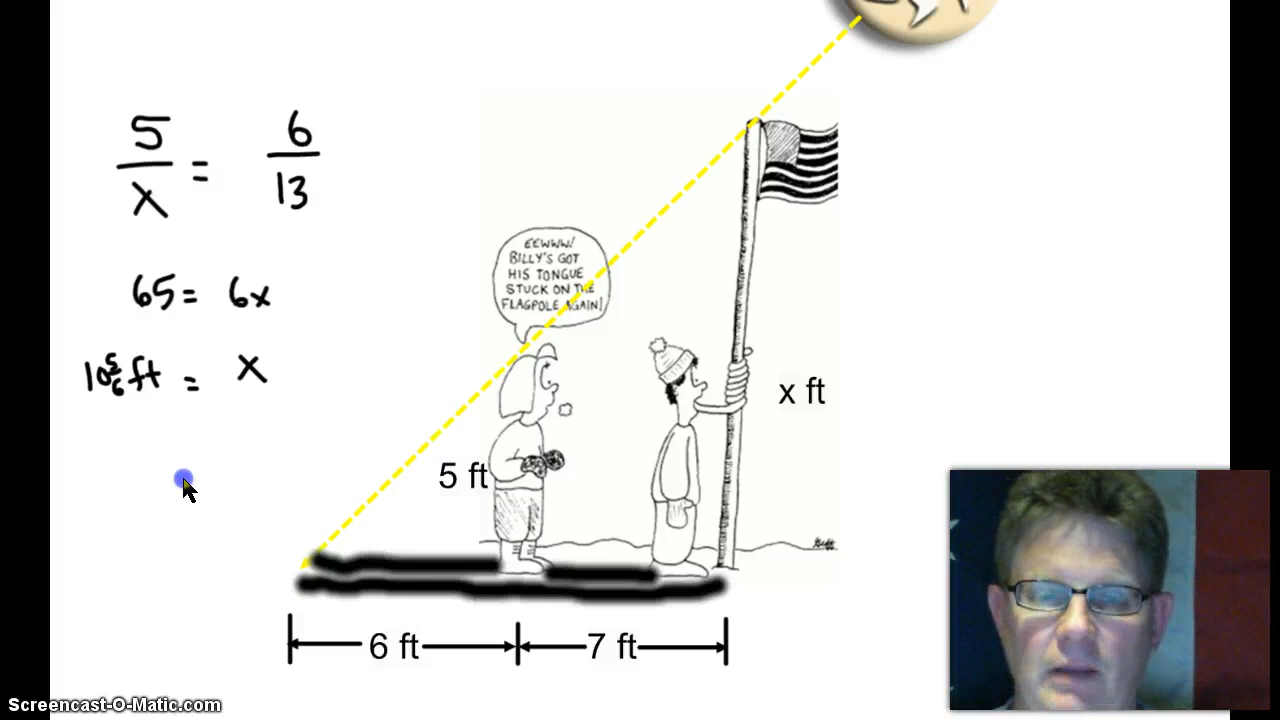 5
x
=
6
13
65 = 6x
10 5/6 ft = x
EEWWW!
BILLY'S GOT
HIS TONGUE
STUCK ON THE
FLAGPOLE AGAIN!
x ft
5 ft
6 ft
7 ft
Screencast-O-Matic.com